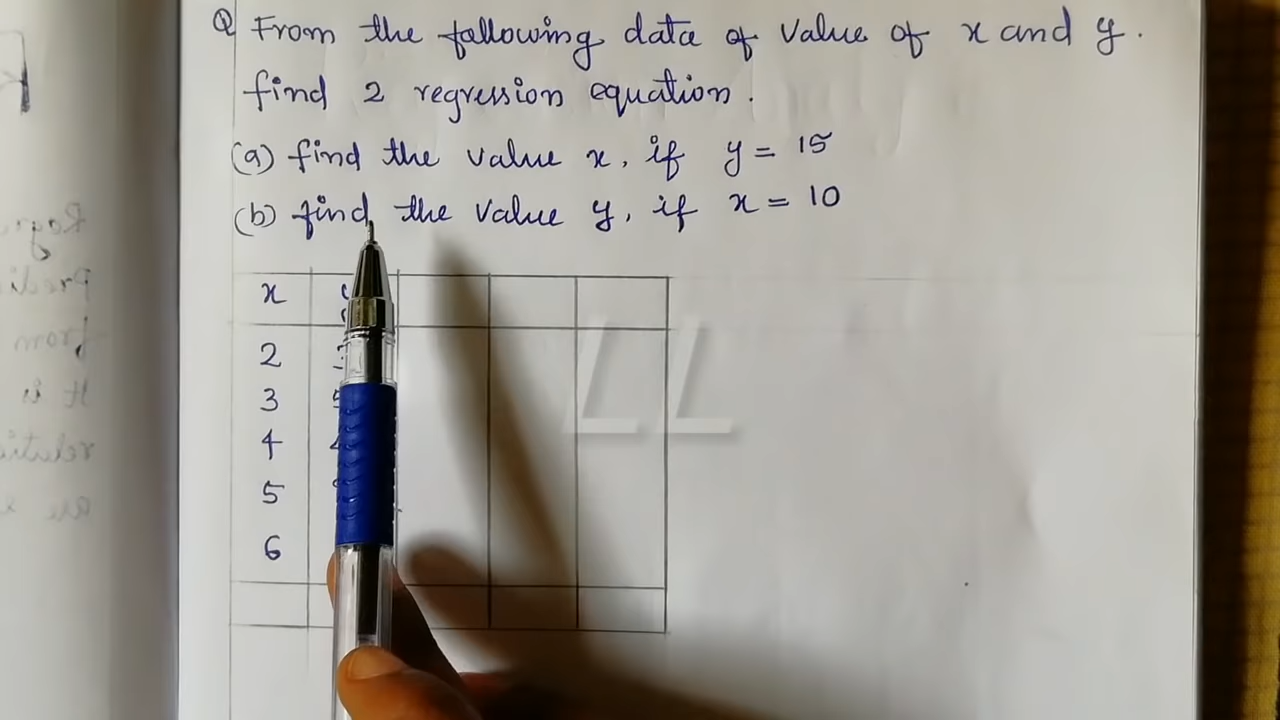 Q From the following data of value of x and y.
find 2 regression equation.
(a) find the value x, if y = 15
(b) find the value y, if x = 10
x
2
3
4
5
6
LL